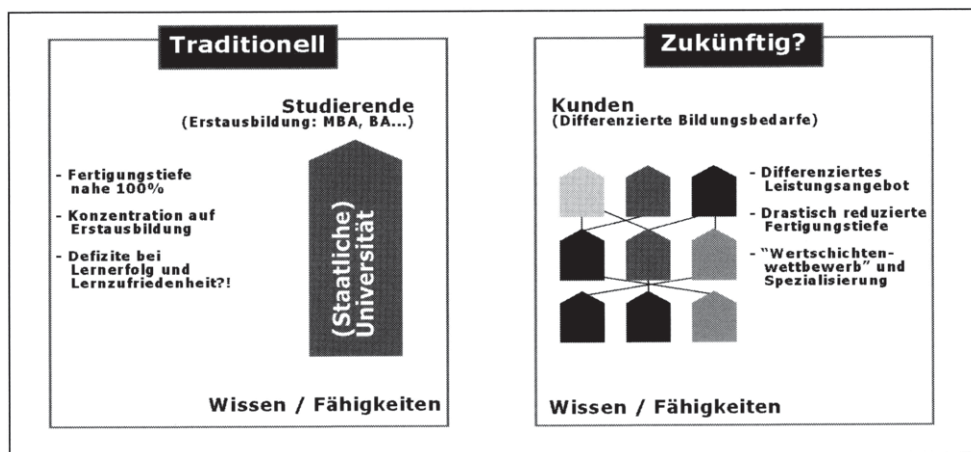 Traditionell
Studierende
(Erstausbildung: MBA, BA...)
- Fertigungstiefe
nahe 100%
- Konzentration auf
Erstausbildung
- Defizite bei
Lernerfolg und
Lernzufriedenheit?!
(Staatliche)
Universität
Wissen / Fähigkeiten
Zukünftig?
Kunden
(Differenzierte Bildungsbedarfe)
- Differenziertes
Leistungsangebot
- Drastisch reduzierte
Fertigungstiefe
- "Wertschichten-
wettbewerb" und
Spezialisierung
Wissen / Fähigkeiten